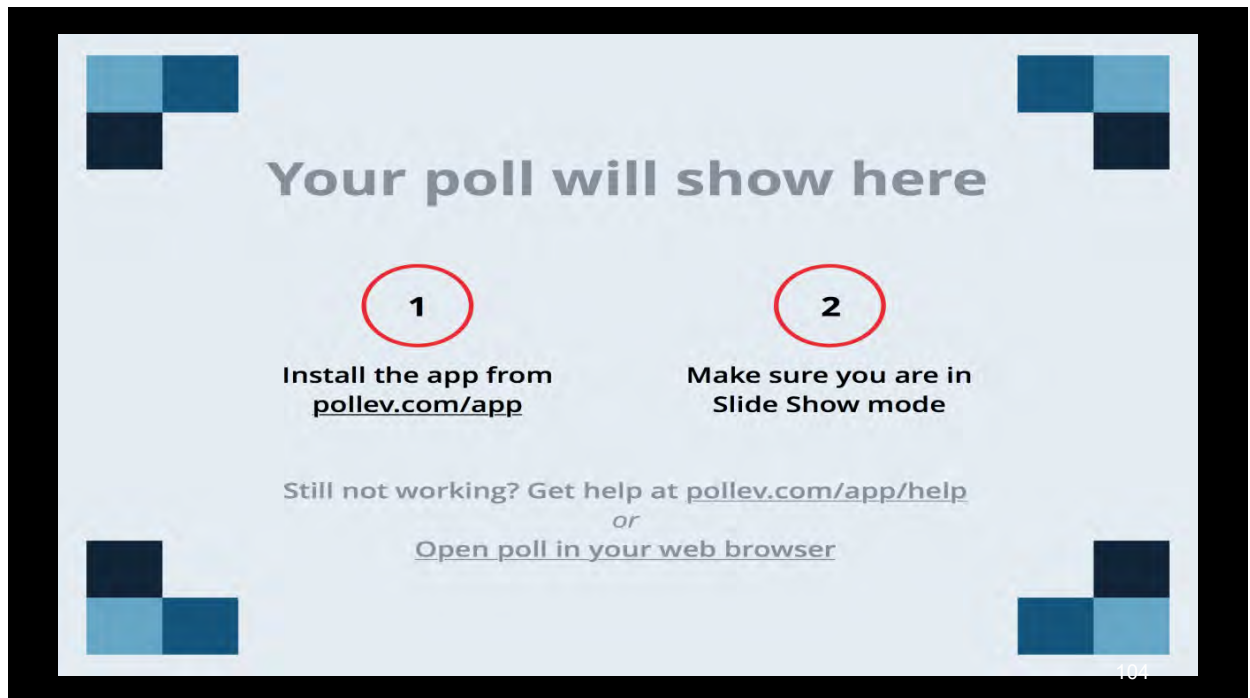 Your poll will show here
1
2
Install the app from
pollev.com/app
Make sure you are in
Slide Show mode
Still not working? Get help at pollev.com/app/help
or
Open poll in your web browser
104